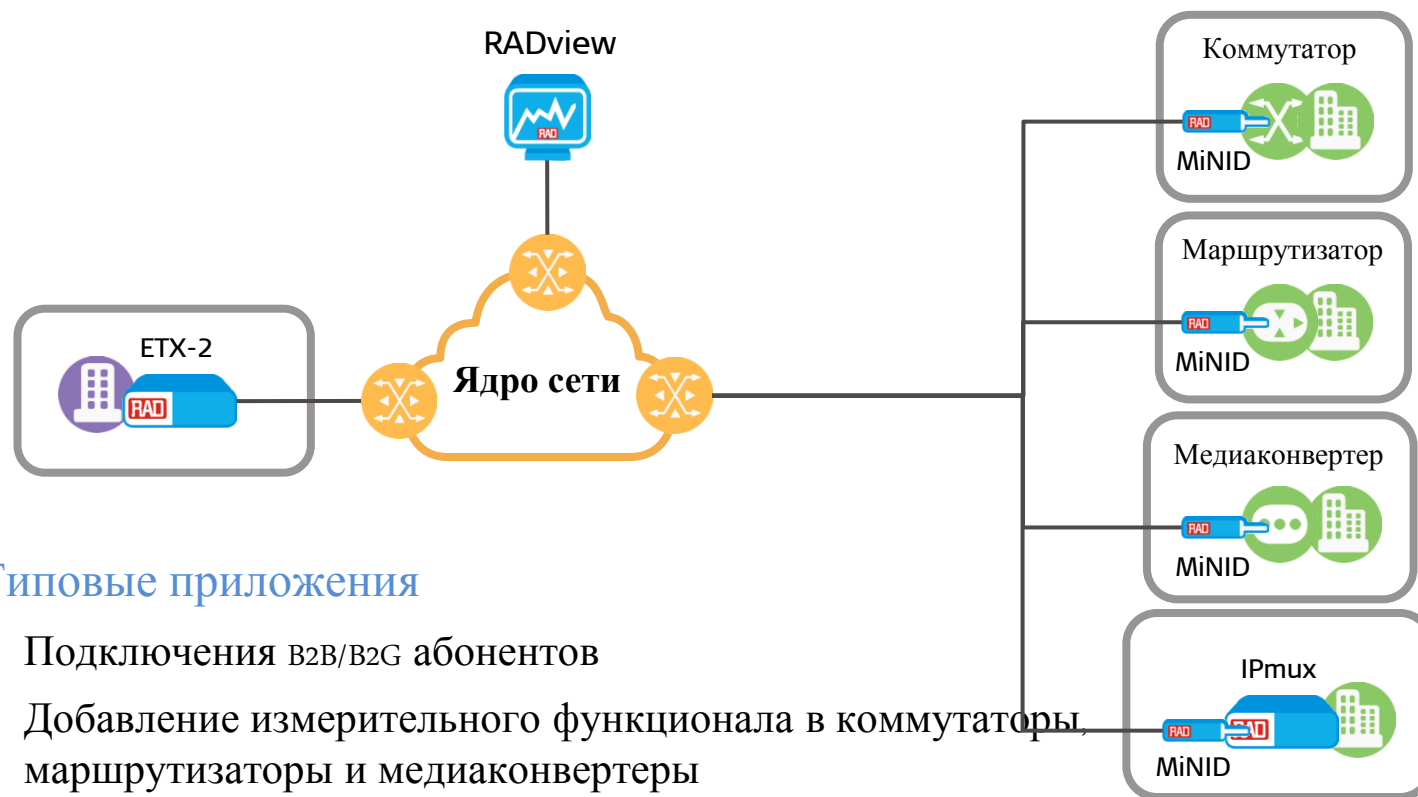 RADview
RAD
Коммутатор
RAD
MiNID
Маршрутизатор
RAD
MiNID
ETX-2
RAD
Ядро сети
Медиаконвертер
RAD
MiNID
Типовые приложения
Подключения B2B/B2G абонентов
Добавление измерительного функционала в коммутаторы,
маршрутизаторы и медиаконвертеры
IPmux
RAD
RAD
MiNID